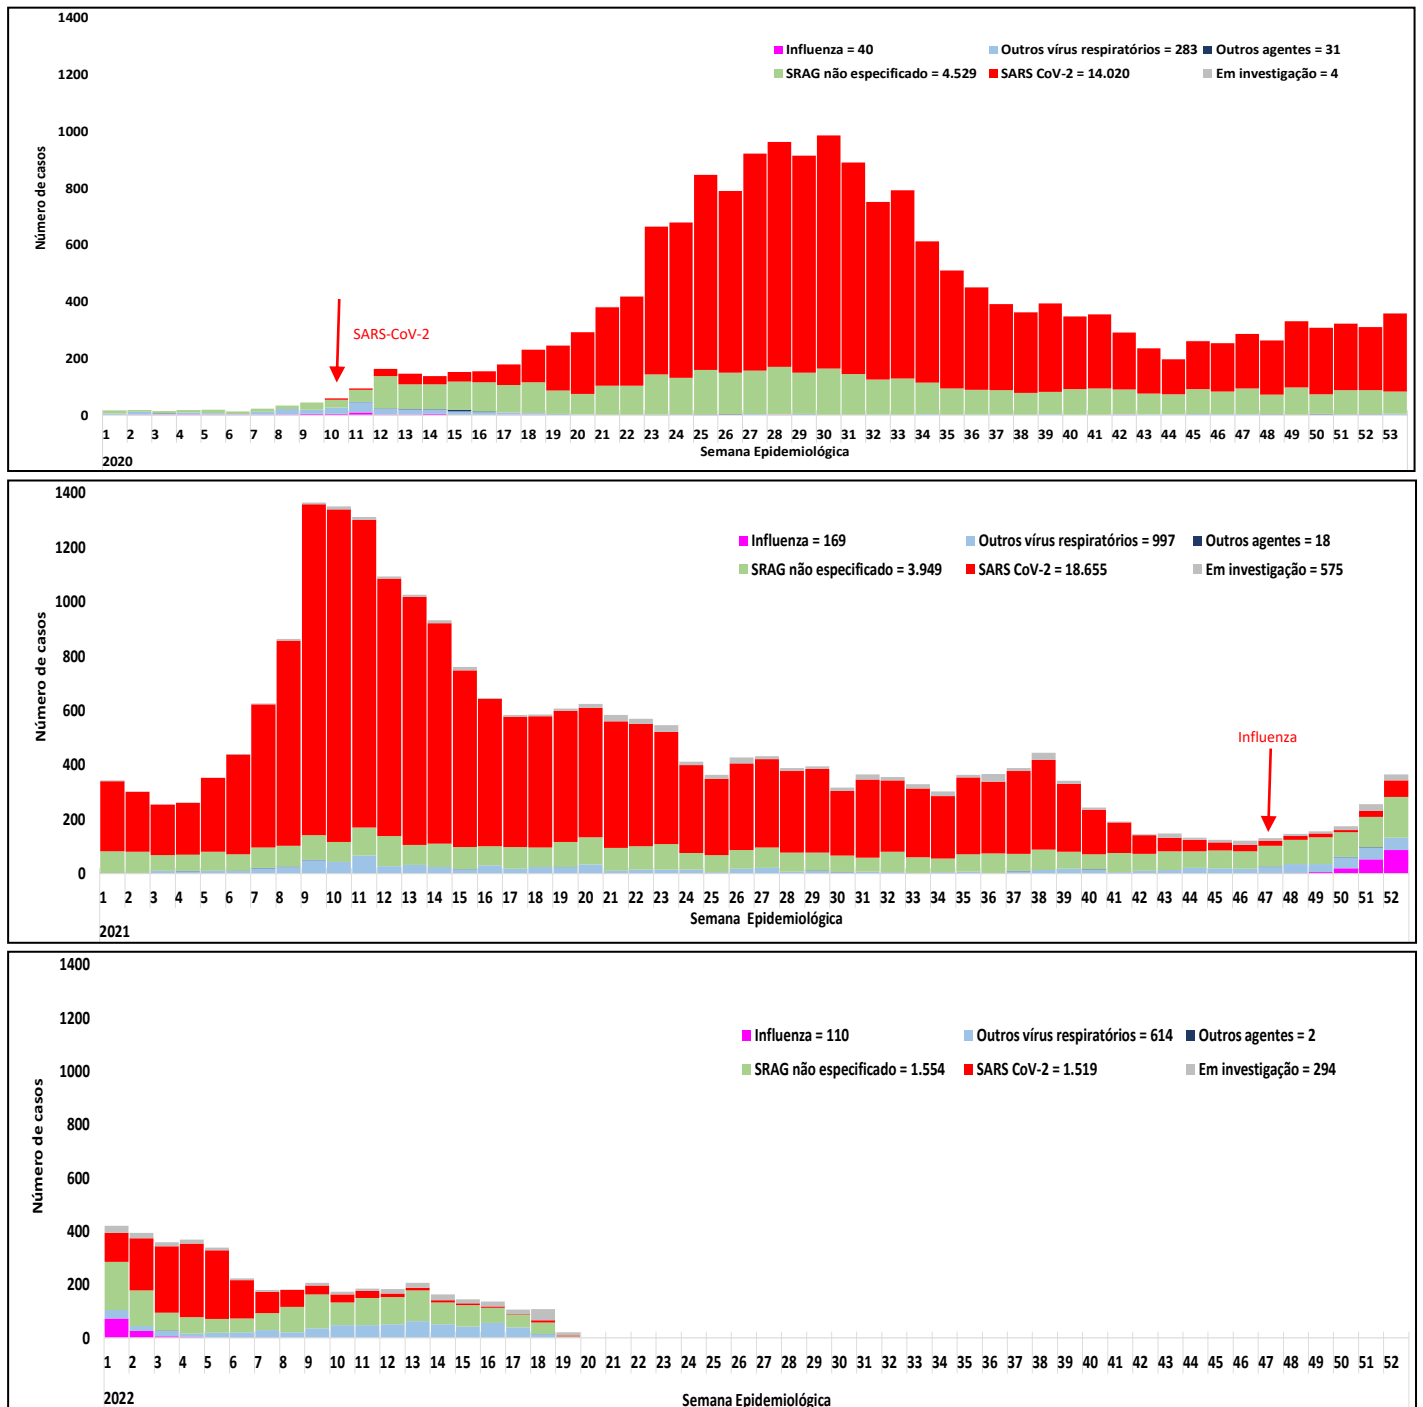 1400
1200
1000
800
600
400
200
0
Número de casos
Influenza = 40 Outros vírus respiratórios = 283 Outros agentes = 31
SRAG não especificado = 4.529 SARS CoV-2 = 14.020 Em investigação = 4
SARS-CoV-2
1 2 3 4 5 6 7 8 9 10 11 12 13 14 15 16 17 18 19 20 21 22 23 24 25 26 27 28 29 30 31 32 33 34 35 36 37 38 39 40 41 42 43 44 45 46 47 48 49 50 51 52 53
2020
Semana Epidemiológica
1400
1200
1000
800
600
400
200
0
Número de casos
Influenza = 169 Outros vírus respiratórios = 997 Outros agentes = 18
SRAG não especificado = 3.949 SARS CoV-2 = 18.655 Em investigação = 575
Influenza
1 2 3 4 5 6 7 8 9 10 11 12 13 14 15 16 17 18 19 20 21 22 23 24 25 26 27 28 29 30 31 32 33 34 35 36 37 38 39 40 41 42 43 44 45 46 47 48 49 50 51 52
2021
Semana Epidemiológica
1400
1200
1000
800
600
400
200
0
Número de casos
Influenza = 110 Outros vírus respiratórios = 614 Outros agentes = 2
SRAG não especificado = 1.554 SARS CoV-2 = 1.519 Em investigação = 294
1 2 3 4 5 6 7 8 9 10 11 12 13 14 15 16 17 18 19 20 21 22 23 24 25 26 27 28 29 30 31 32 33 34 35 36 37 38 39 40 41 42 43 44 45 46 47 48 49 50 51 52
2022
Semana Epidemiológica